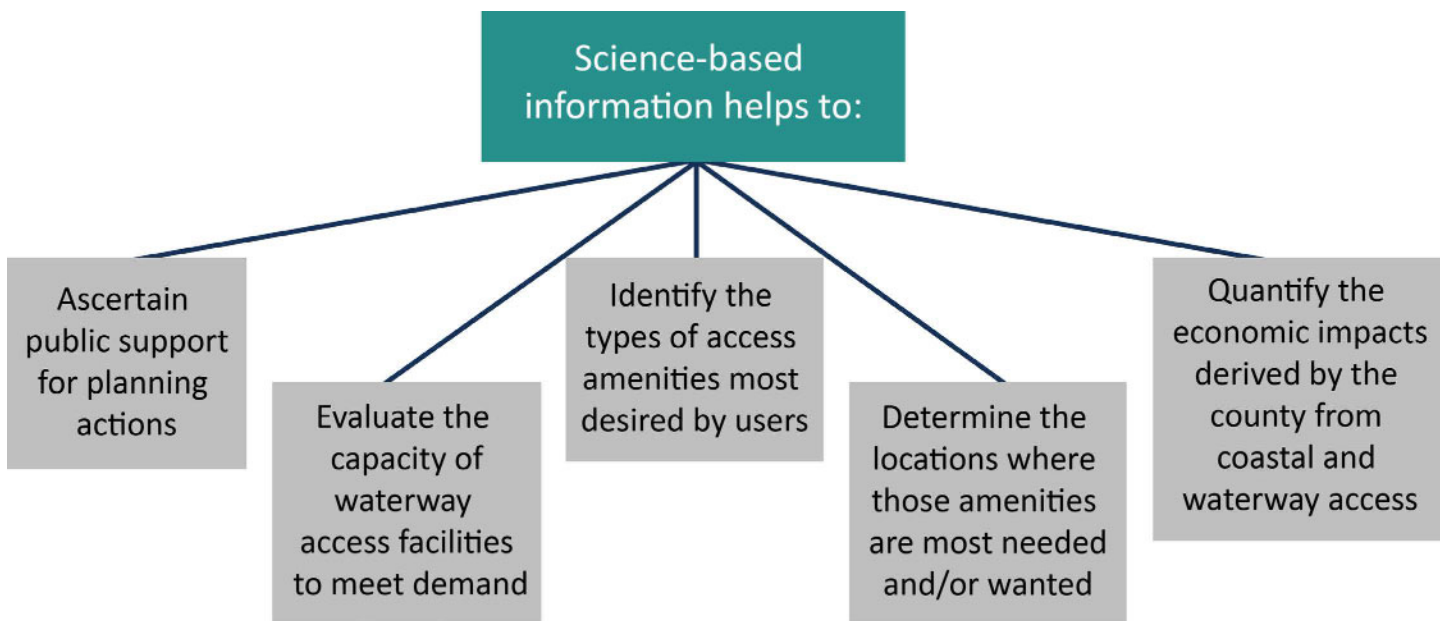 Science-based
information helps to:
Ascertain
public support
for planning
actions
Evaluate the
capacity of
waterway
access facilities
to meet demand
Identify the
types of access
amenities most
desired by users
Determine the
locations where
those amenities
are most needed
and/or wanted
Quantify the
economic impacts
derived by the
county from
coastal and
waterway access